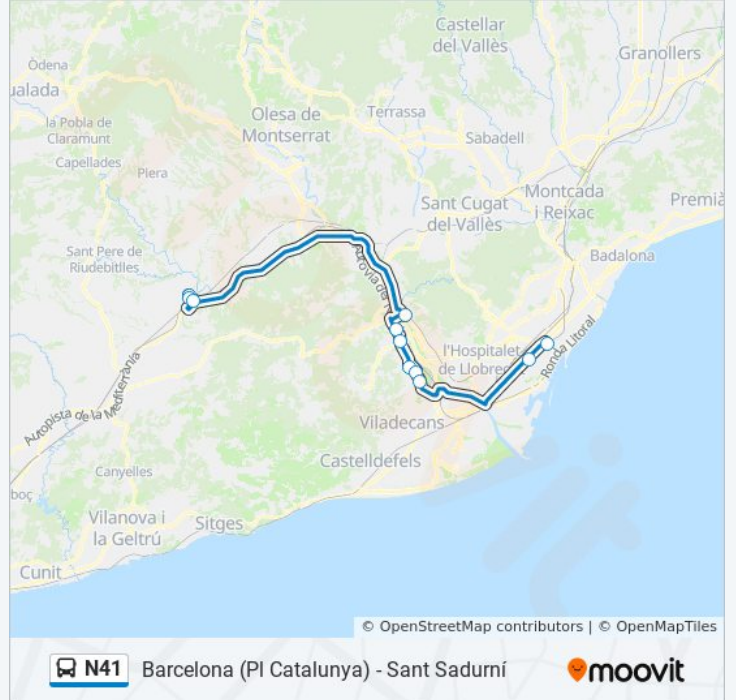 Castellar
del Vallès
Òdena
Granollers
ualada
Olesa de
Montserrat
Terrassa
la Pobla de
Claramunt
Sabadell
Capellades
Piera
Montcada
i Reixac
Sant Cugat
del Vallès
Premià
Sant Pere de
Riudebitlles
Badalona
Autovia del
l'Hospitalet
de Llobreg
Ronda Litoral
Autopista de la Mediterrània
Viladecans
Castelldefels
Canyelles
boç
Vilanova i
la Geltrú
Sitges
Cunit
© OpenStreetMap contributors | © OpenMapTiles
N41 Barcelona (Pl Catalunya) - Sant Sadurní
moovit